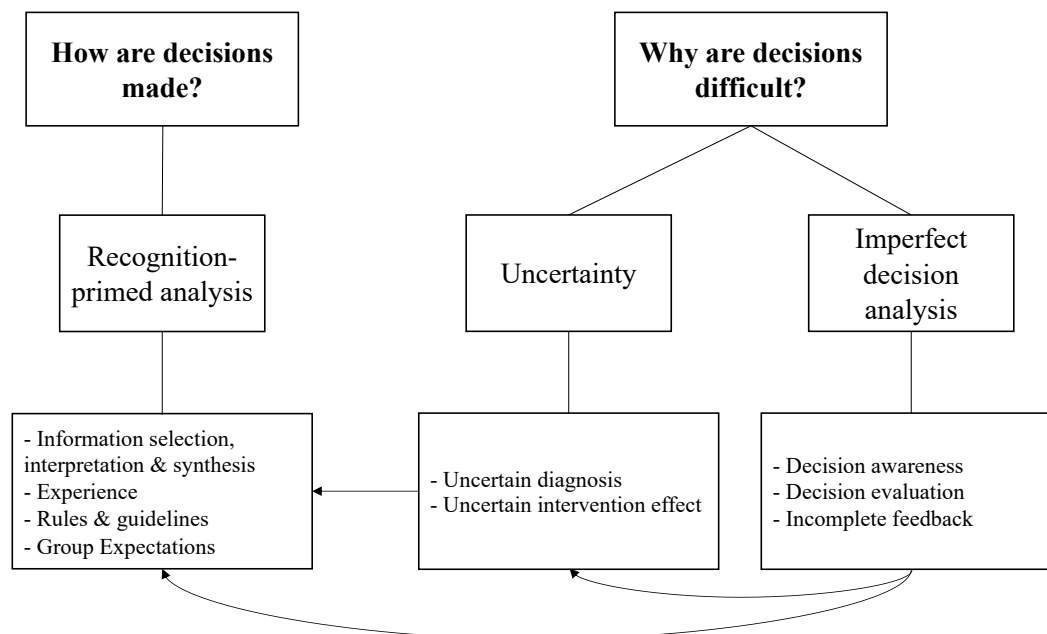 How are decisions
made?
Why are decisions
difficult?
Recognition-
primed analysis
Uncertainty
Imperfect
decision
analysis
- Information selection,
interpretation & synthesis
- Experience
- Rules & guidelines
- Group Expectations
- Uncertain diagnosis
- Uncertain intervention effect
- Decision awareness
- Decision evaluation
- Incomplete feedback